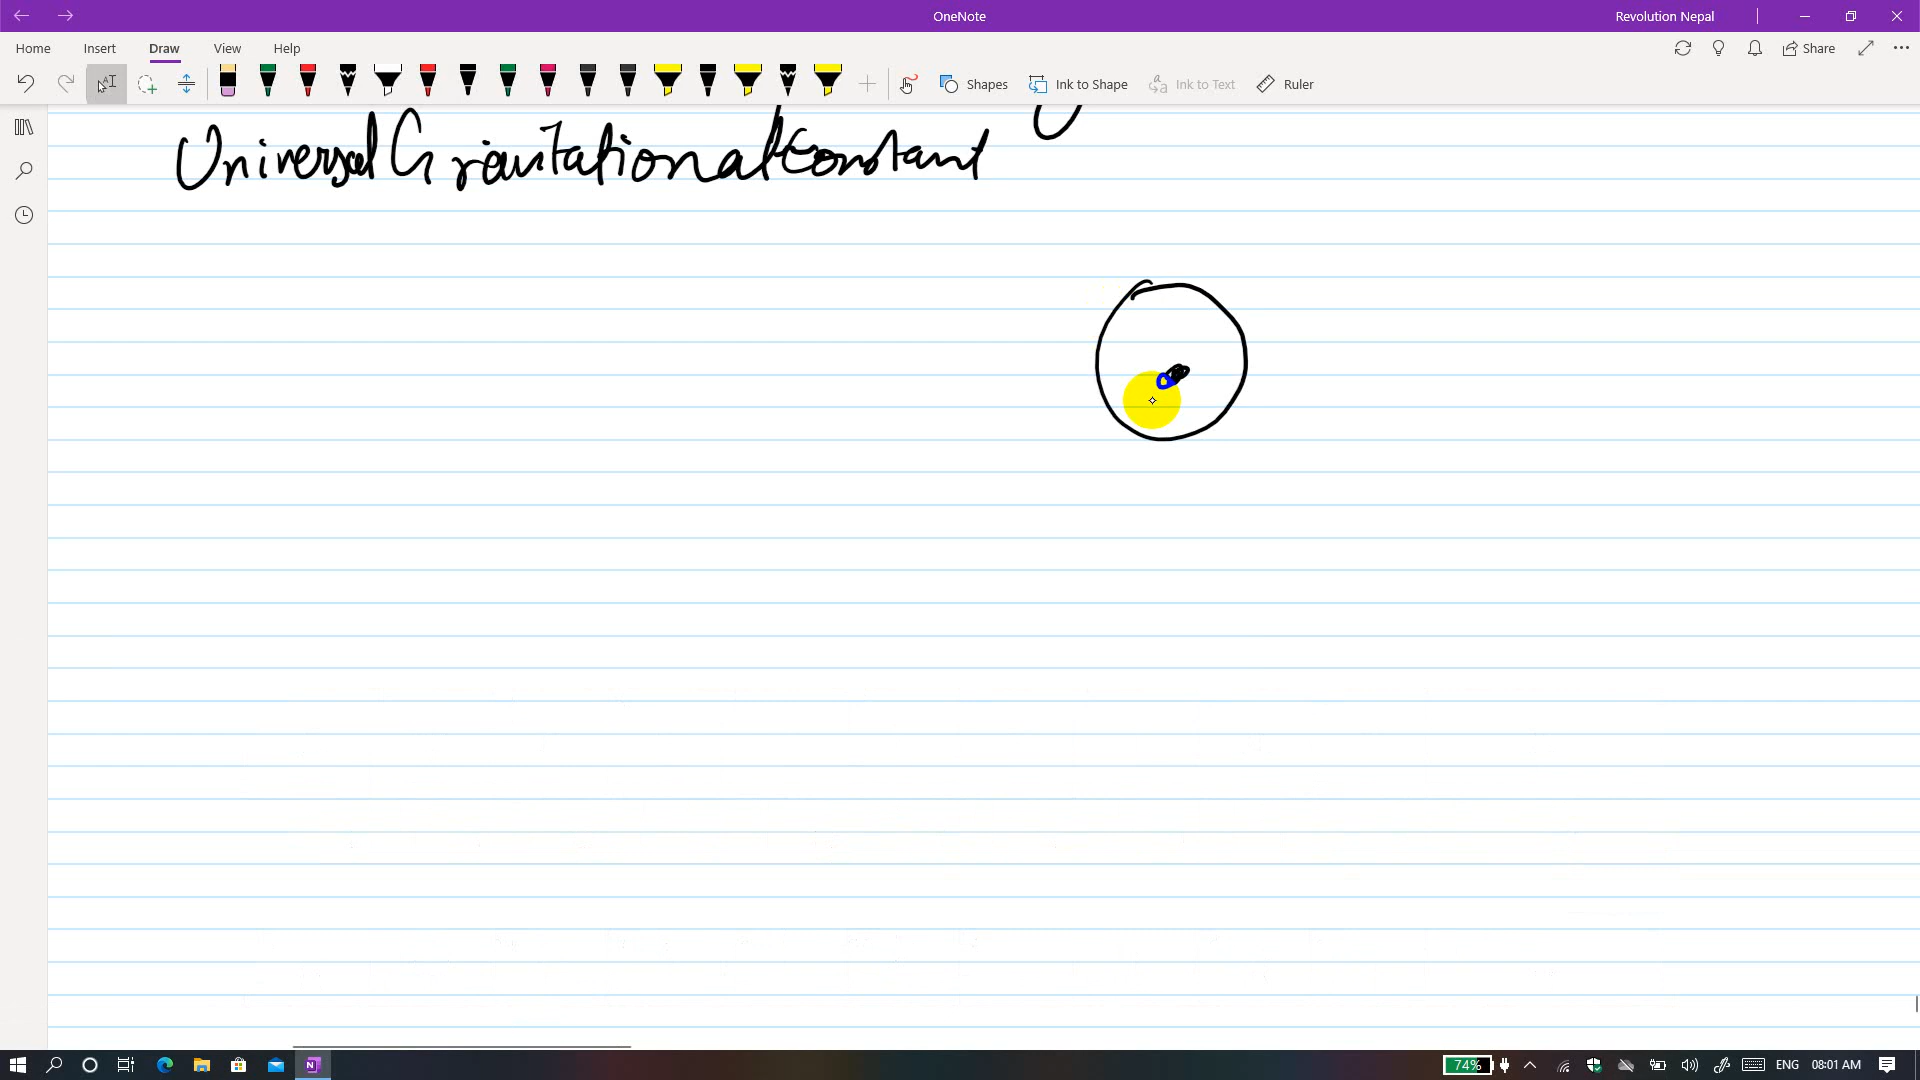 OneNote
Revolution Nepal
Home Insert Draw View Help
Share
Shapes Ink to Shape Ink to Text Ruler
Universal Gravitational Constant
74% ENG 08:01 AM